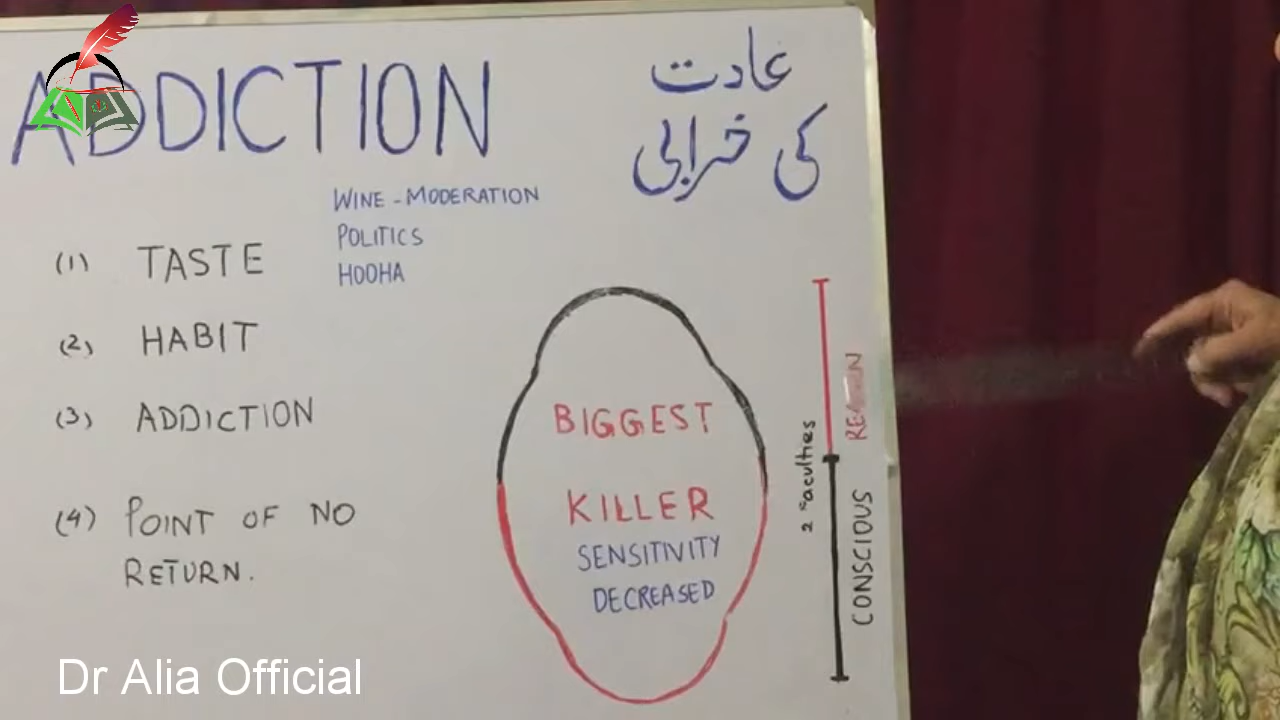 ADDICTION
عادت
کی خرابی
WINE - MODERATION
POLITICS
HOOHA
(1) TASTE
(2) HABIT
(3) ADDICTION
(4) POINT OF NO
RETURN.
BIGGEST
KILLER
SENSITIVITY
DECREASED
2 Faculties
CONSCIOUS
Dr Alia Official